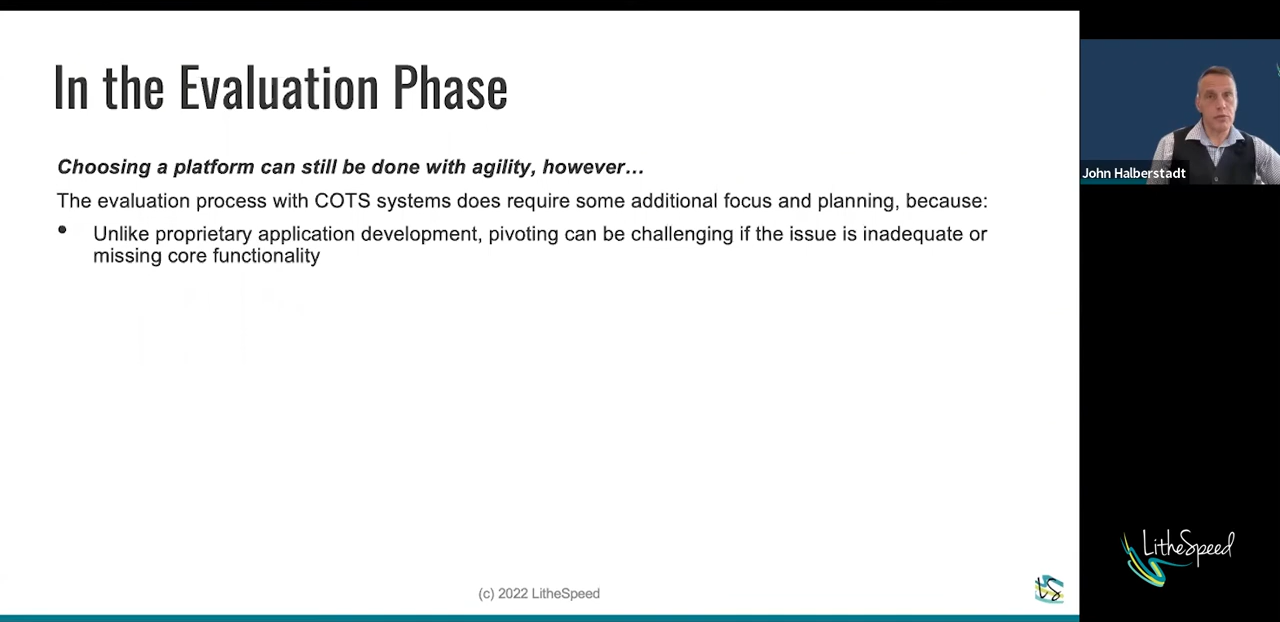 In the Evaluation Phase
Choosing a platform can still be done with agility, however…
The evaluation process with COTS systems does require some additional focus and planning, because:
• Unlike proprietary application development, pivoting can be challenging if the issue is inadequate or
missing core functionality
(c) 2022 LitheSpeed
LS
John Halberstadt
LitheSpeed